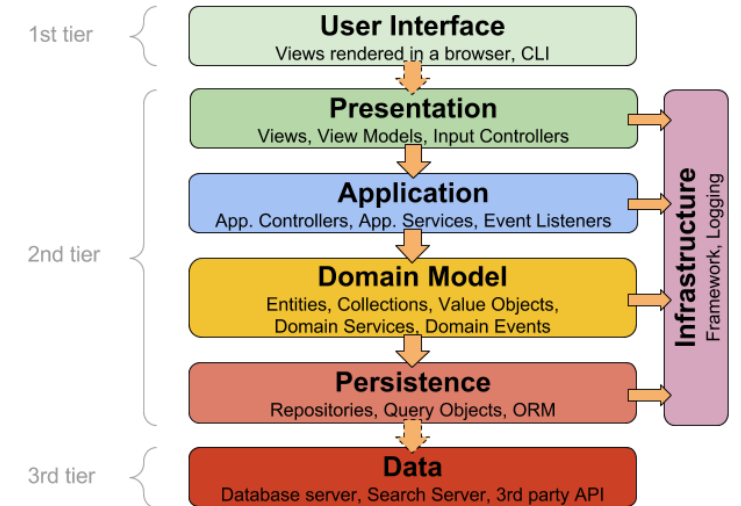 1st tier
User Interface
Views rendered in a browser, CLI
Presentation
Views, View Models, Input Controllers
Application
App. Controllers, App. Services, Event Listeners
2nd tier
Domain Model
Entities, Collections, Value Objects,
Domain Services, Domain Events
Persistence
Repositories, Query Objects, ORM
Infrastructure
Framework, Logging
3rd tier
Data
Database server, Search Server, 3rd party API